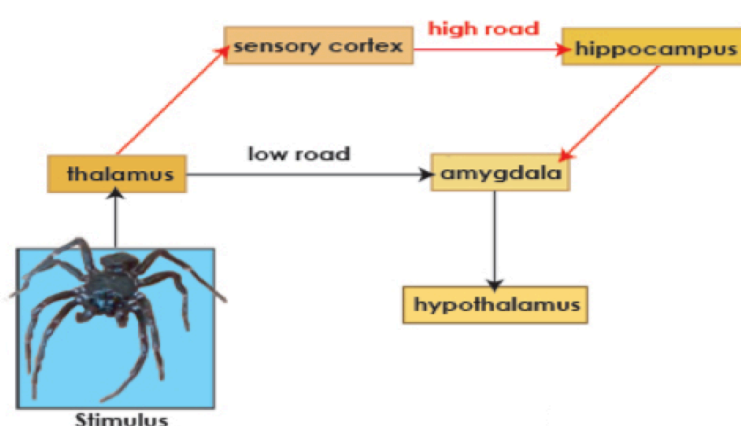 sensory cortex
high road
hippocampus
thalamus
low road
amygdala
hypothalamus
Stimulus